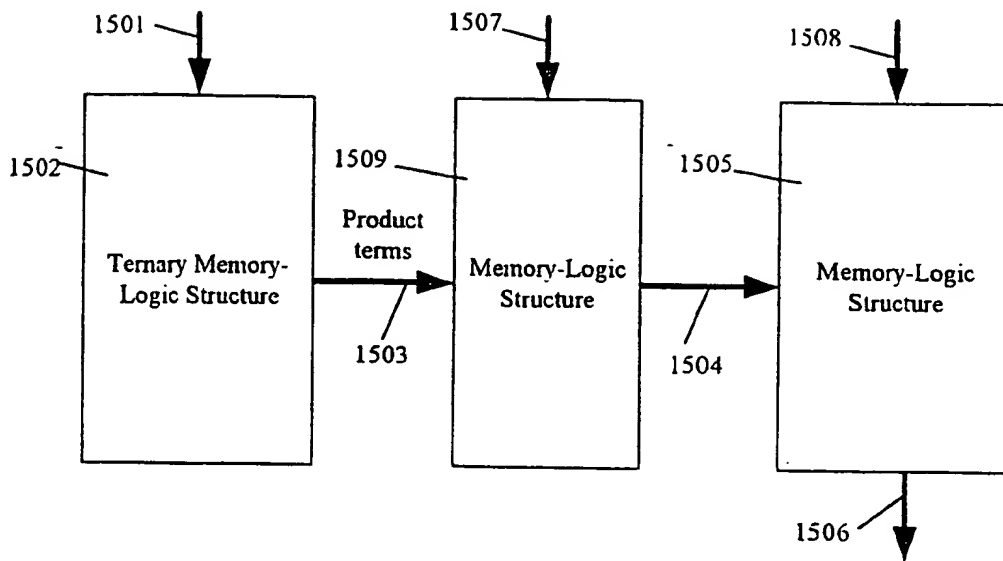 1501
1507
1508
1502
1509
1505
Product
terms
Ternary Memory-
Logic Structure
Memory-Logic
Structure
Memory-Logic
Structure
1503
1504
1506